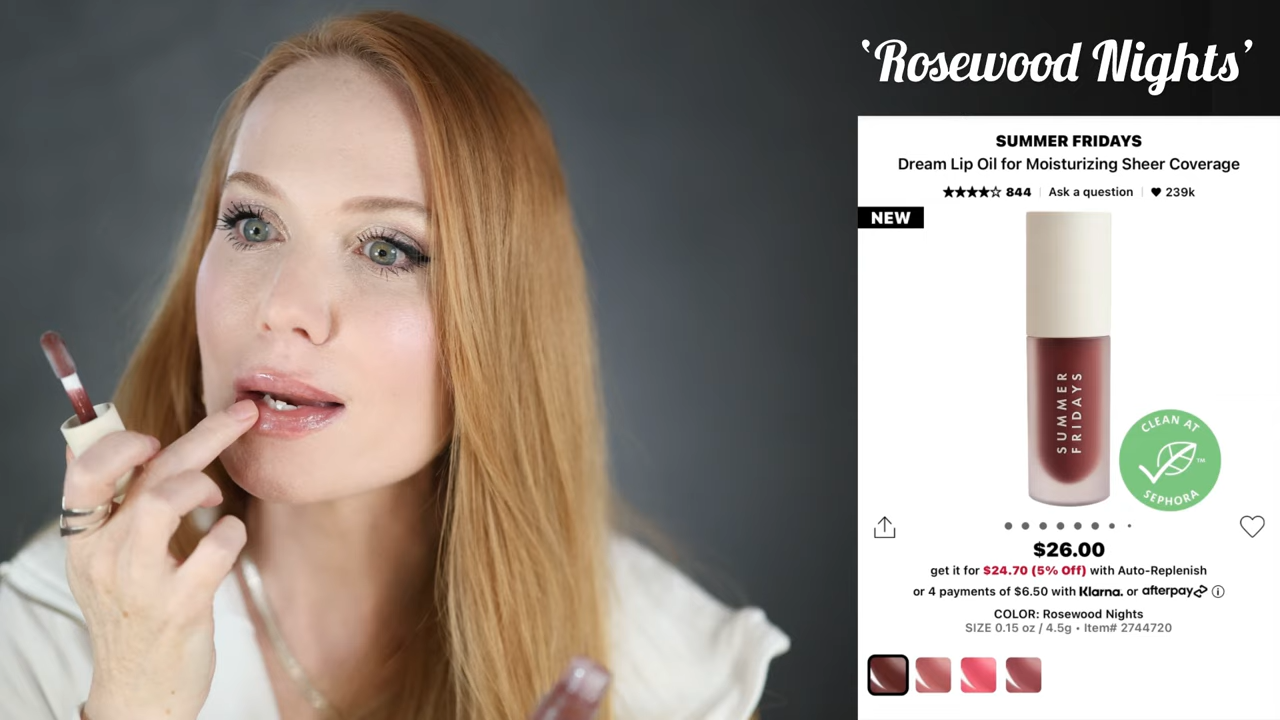 ‘Rosewood Nights’
SUMMER FRIDAYS
Dream Lip Oil for Moisturizing Sheer Coverage
844 Ask a question 239k
NEW
SUMMER
FRIDAYS
CLEAN AT
SEPHORA
TM
$26.00
get it for $24.70 (5% Off) with Auto-Replenish
or 4 payments of $6.50 with Klarna. or afterpay
COLOR: Rosewood Nights
SIZE 0.15 oz / 4.5g • Item# 2744720